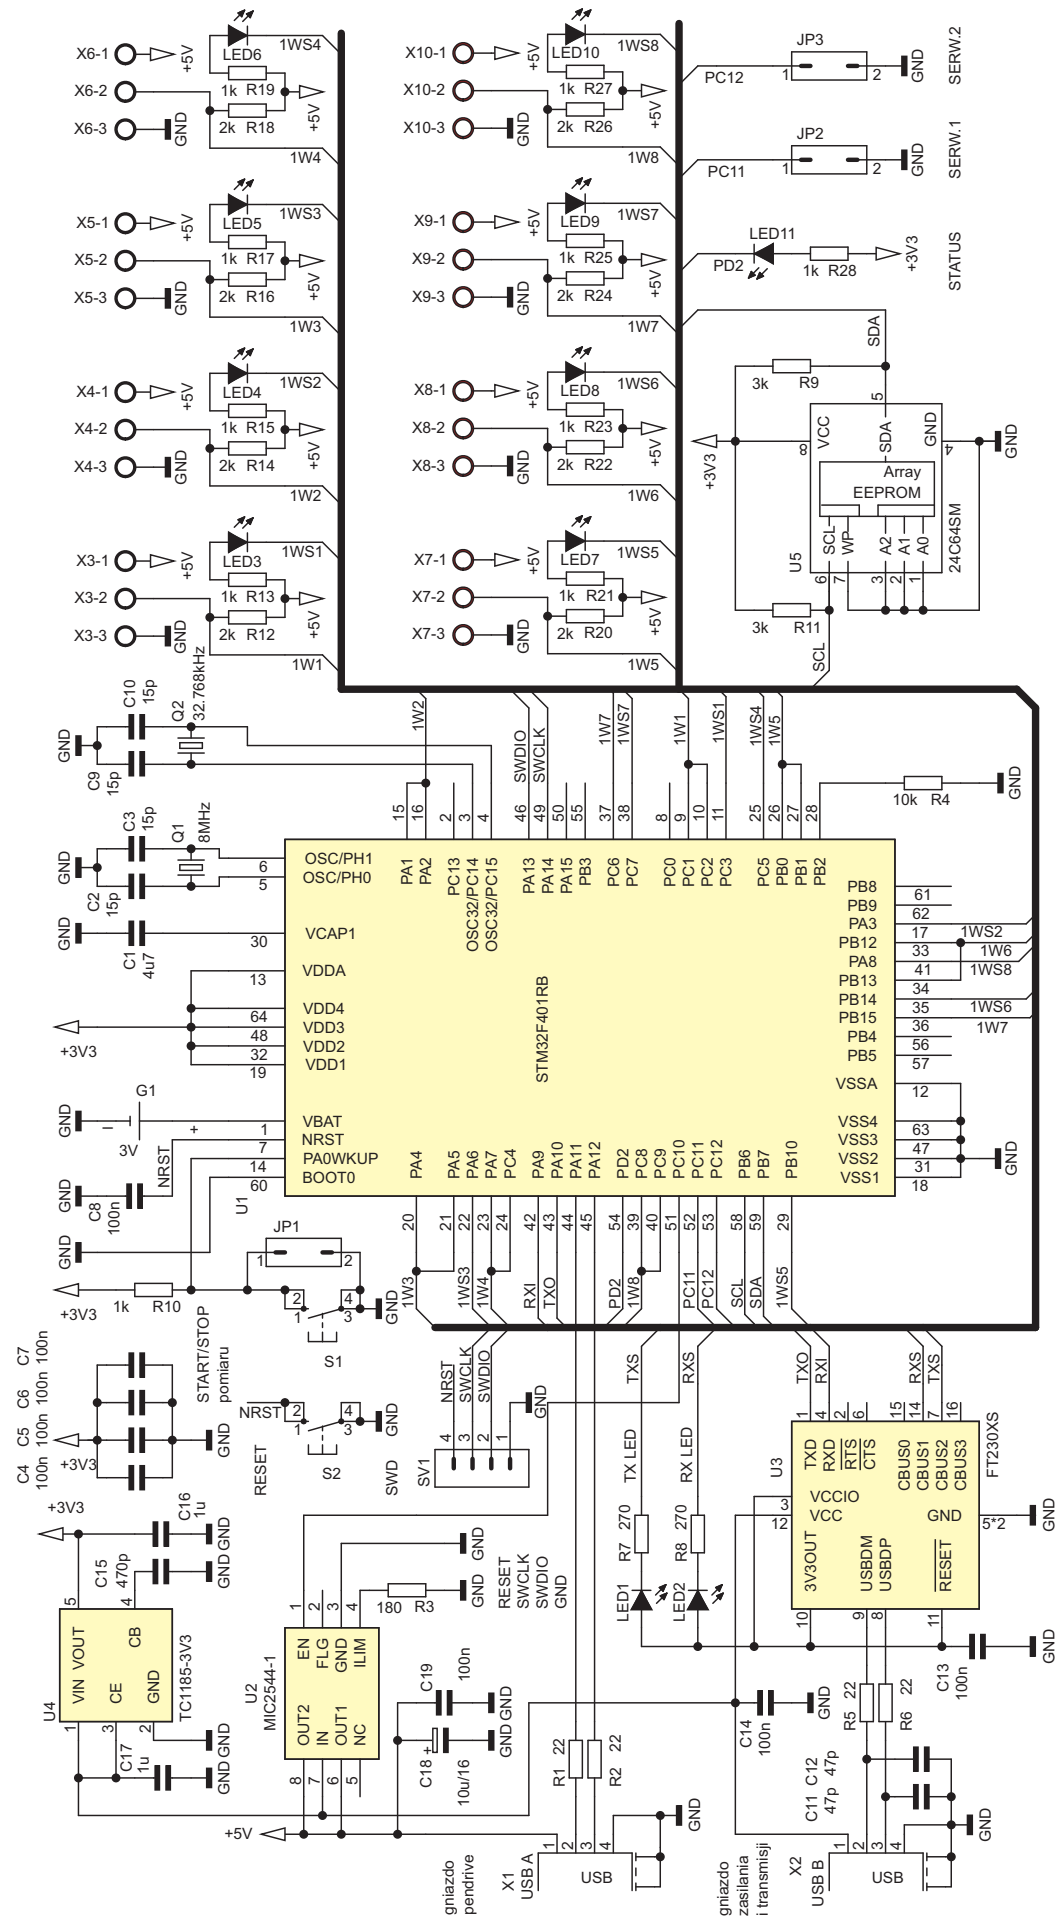 X6-1
+5V
X6-2
X6-3
GND
LED6
1WS4
1k R19
2k R18
+5V
1W4
X10-1
+5V
X10-2
X10-3
GND
LED10
1WS8
1k R27
2k R26
+5V
1W8
JP3
1
2
PC12
GND
SERW.2
JP2
1
2
PC11
GND
SERW.1
X5-1
+5V
X5-2
X5-3
GND
LED5
1WS3
1k R17
2k R16
+5V
1W3
X9-1
+5V
X9-2
X9-3
GND
LED9
1WS7
1k R25
2k R24
+5V
1W7
LED11
PD2
1k R28
+3V3
STATUS
X4-1
+5V
X4-2
X4-3
GND
LED4
1WS2
1k R15
2k R14
+5V
1W2
X8-1
+5V
X8-2
X8-3
GND
LED8
1WS6
1k R23
2k R22
+5V
1W6
SDA
3k R9
+3V3
5
8
VCC
SDA
GND
4
GND
Array
EEPROM
SCL
WP
A2
A1
A0
24C64SM
U5
6
7
3
2
1
3k R11
SCL
X3-1
+5V
X3-2
X3-3
GND
LED3
1WS1
1k R13
2k R12
+5V
1W1
X7-1
+5V
X7-2
X7-3
GND
LED7
1WS5
1k R21
2k R20
+5V
1W5
GND
C10
15p
C9
15p
Q2
32.768kHz
GND
C3
15p
C2
15p
Q1
8MHz
GND
C1
4u7
1W2
SWDIO
SWCLK
1W7
1WS7
1W1
1WS1
1WS4
1W5
10k R4
GND
15
16
2
3
4
46
49
50
55
37
38
8
9
10
11
25
26
27
28
PA1
PA2
PC13
OSC32/PC14
OSC32/PC15
PA13
PA14
PA15
PB3
PC6
PC7
PC0
PC1
PC2
PC3
PC5
PB0
PB1
PB2
OSC/PH1
6
OSC/PH0
5
VCAP1
30
VDDA
13
VDD4
64
VDD3
48
VDD2
32
VDD1
19
+3V3
VBAT
1
NRST
7
PA0WKUP
14
BOOT0
60
U1
STM32F401RB
PB8
61
PB9
62
PA3
17
1WS2
PB12
33
1W6
PA8
41
1WS8
PB13
34
PB14
35
1WS6
PB15
36
1W7
PB4
56
PB5
57
VSSA
12
VSS4
63
VSS3
47
VSS2
31
VSS1
18
GND
G1
3V
+
–
GND
GND
C8
100n
NRST
GND
PA4
PA5
PA6
PA7
PC4
PA9
PA10
PA11
PA12
PD2
PC8
PC9
PC10
PC11
PC12
PB6
PB7
PB10
20
21
22
23
24
42
43
44
45
54
39
40
51
52
53
58
59
29
1W3
1WS3
1W4
RXI
TXO
PD2
1W8
PC11
PC12
SCL
SDA
1WS5
+3V3
1k R10
JP1
1
2
2
1
4
3
S1
GND
START/STOP
pomiaru
C7
100n
C6
100n
C5
100n
C4
100n
+3V3
GND
NRST
2
1
4
3
S2
GND
RESET
NRST
SWCLK
SWDIO
GND
4
3
2
1
SV1
SWD
RESET
SWCLK
SWDIO
GND
TXS
RXS
TX LED
RX LED
R7 270
R8 270
LED1
LED2
TXO
RXI
RXS
TXS
1
4
2
6
15
14
7
16
U3
TXD
RXD
RTS
CTS
CBUS0
CBUS1
CBUS2
CBUS3
FT230XS
3
VCCIO
12
VCC
GND
5*2
GND
3V3OUT
USBDM
USBDP
RESET
10
9
8
11
C13
100n
GND
+3V3
C16
1u
GND
C15
470p
GND
5
4
VIN VOUT
CB
CE
GND
U4
TC1185-3V3
1
3
2
C17
1u
GND
GND
1
2
3
4
EN
FLG
GND
ILIM
OUT2
IN
OUT1
NC
U2
MIC2544-1
8
7
6
5
GND
180 R3
GND
C19
100n
GND
C18
+
10u/16
GND
+5V
R1 22
R2 22
C14
100n
GND
R5 22
R6 22
C12
47p
C11
47p
GND
gniazdo
pendrive
X1
USB A
1
2
3
4
USB
GND
gniazdo
zasilania
i transmisji
X2
USB B
1
2
3
4
USB